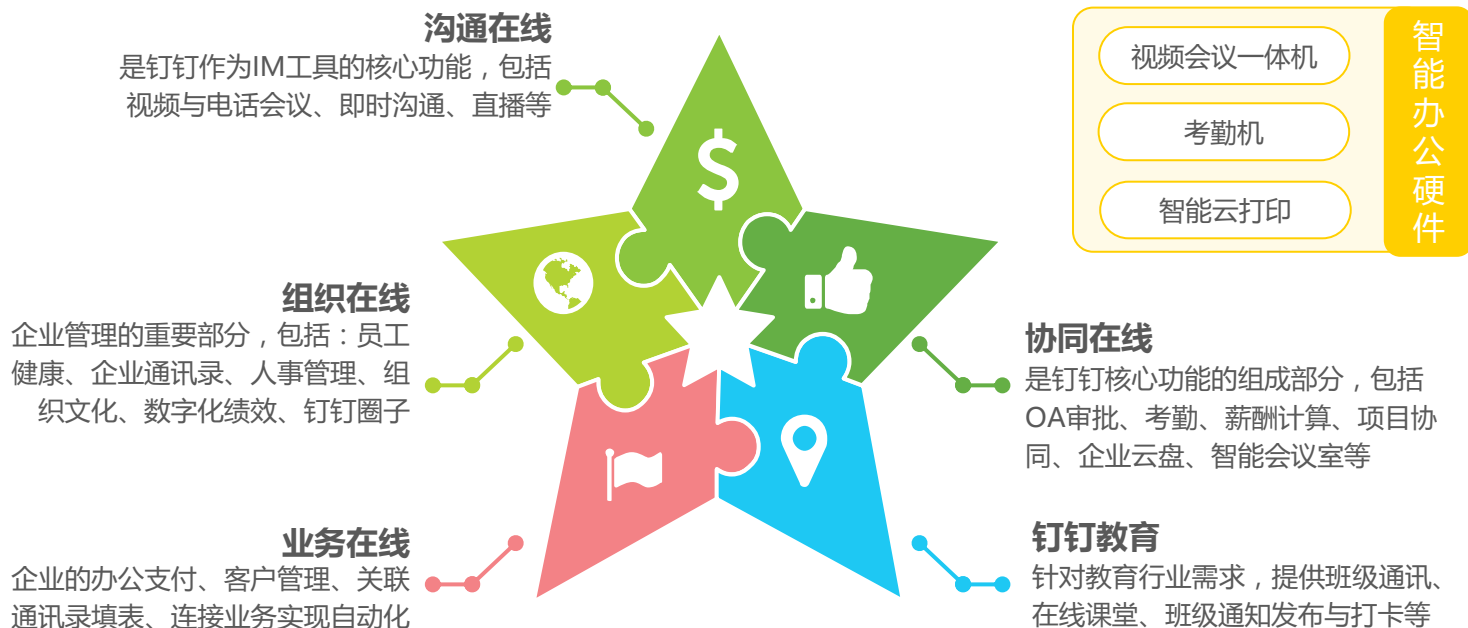 沟通在线
是钉钉作为IM工具的核心功能，包括
视频与电话会议、即时沟通、直播等
$
视频会议一体机
考勤机
智能云打印
智能办公硬件
组织在线
企业管理的重要部分，包括：员工
健康、企业通讯录、人事管理、组
织文化、数字化绩效、钉钉圈子
协同在线
是钉钉核心功能的组成部分，包括
OA审批、考勤、薪酬计算、项目协
同、企业云盘、智能会议室等
业务在线
企业的办公支付、客户管理、关联
通讯录填表、连接业务实现自动化
钉钉教育
针对教育行业需求，提供班级通讯、
在线课堂、班级通知发布与打卡等